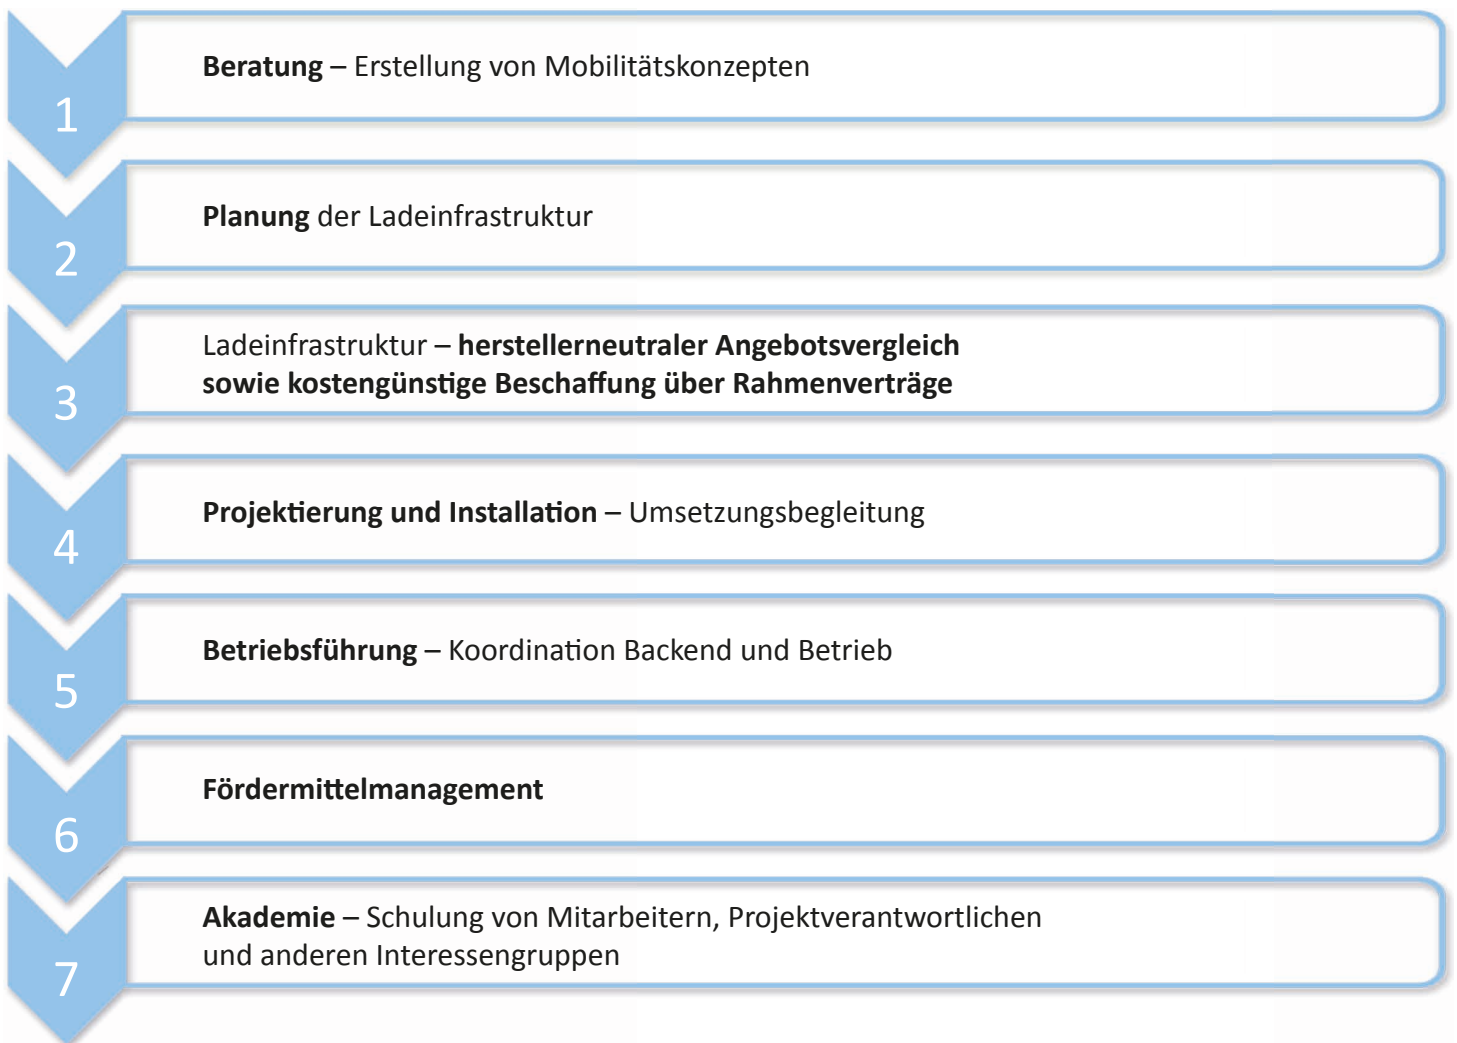 1
Beratung – Erstellung von Mobilitätskonzepten
2
Planung der Ladeinfrastruktur
3
Ladeinfrastruktur – herstellerneutraler Angebotsvergleich
sowie kostengünstige Beschaffung über Rahmenverträge
4
Projektierung und Installation – Umsetzungsbegleitung
5
Betriebsführung – Koordination Backend und Betrieb
6
Fördermittelmanagement
7
Akademie – Schulung von Mitarbeitern, Projektverantwortlichen
und anderen Interessengruppen